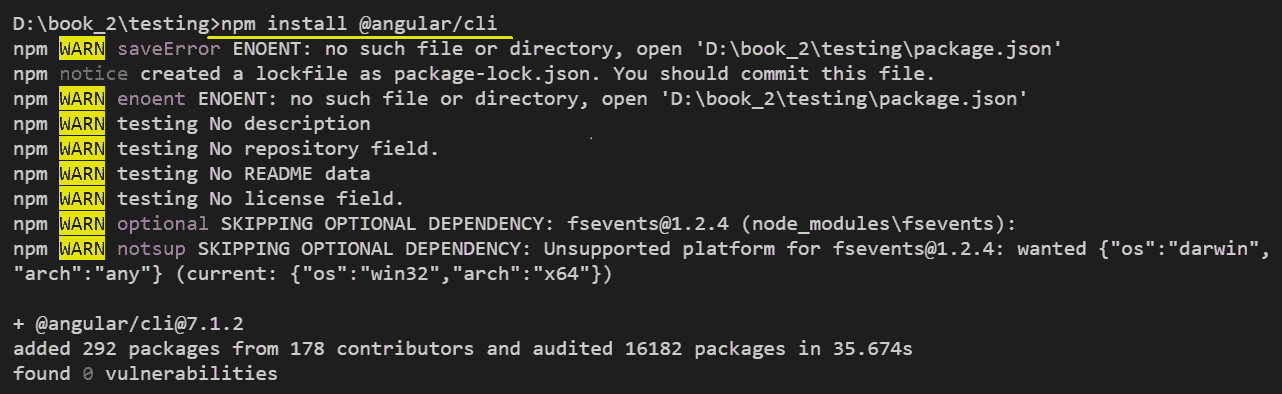 D:\book_2\testing>npm install @angular/cli
npm WARN saveError ENOENT: no such file or directory, open 'D:\book_2\testing\package.json'
npm notice created a lockfile as package-lock.json. You should commit this file.
npm WARN enoent ENOENT: no such file or directory, open 'D:\book_2\testing\package.json'
npm WARN testing No description
npm WARN testing No repository field.
npm WARN testing No README data
npm WARN testing No license field.
npm WARN optional SKIPPING OPTIONAL DEPENDENCY: fsevents@1.2.4 (node_modules\fsevents):
npm WARN notsup SKIPPING OPTIONAL DEPENDENCY: Unsupported platform for fsevents@1.2.4: wanted {"os":"darwin",
"arch":"any"} (current: {"os":"win32","arch":"x64"})
+ @angular/cli@7.1.2
added 292 packages from 178 contributors and audited 16182 packages in 35.674s
found 0 vulnerabilities